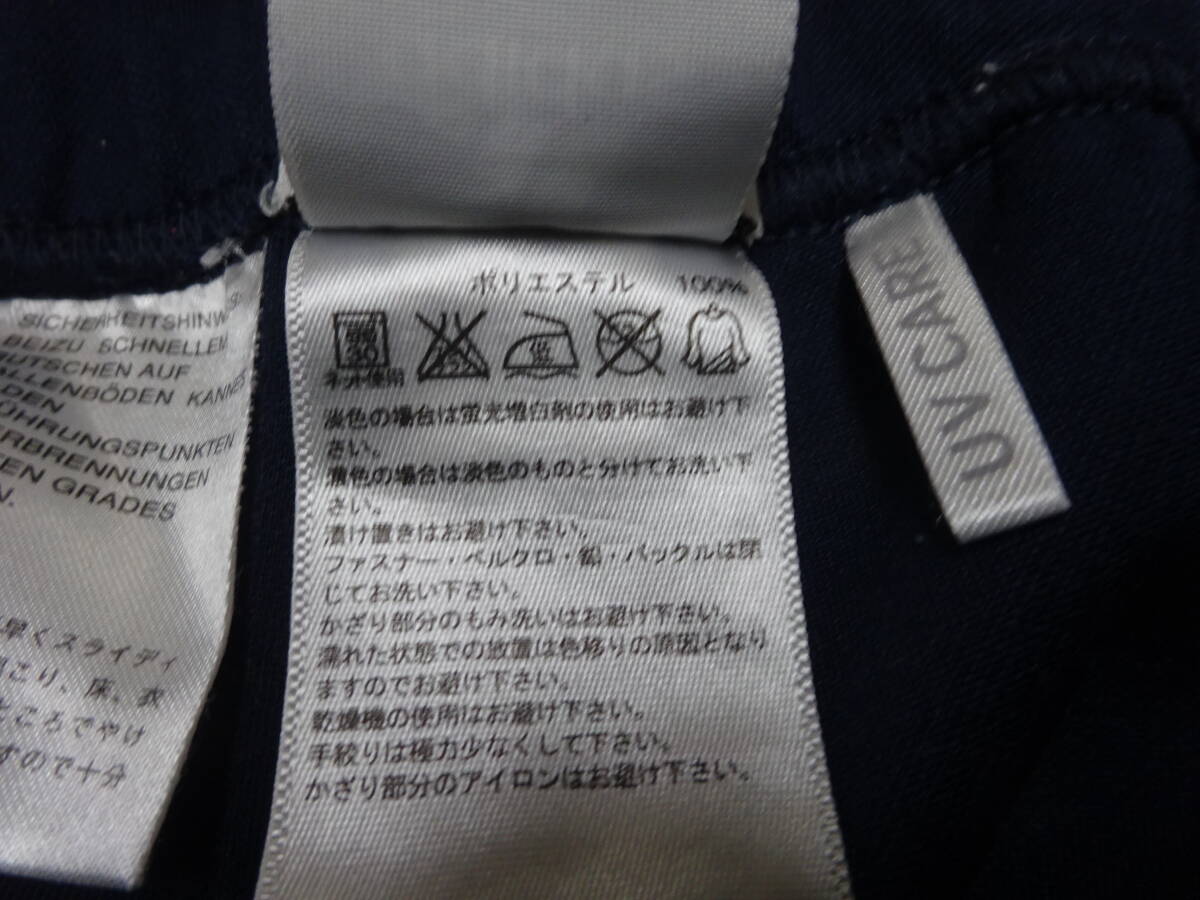 SICHERHEITSHINW
BEIZU SCHNELLEM
AUF
KANN
DEN
ÜHRUNGSPUNKTEN
ERBRENNUNGEN
EN GRADES
N.
早くスライディ
こり、床、衣
ところでやけ
すので十分
ポリエステル 100%
ネット使用
淡色の場合は蛍光増白剤の使用はお避け下
さい。
濃色の場合は淡色のものと分けてお洗い下
さい。
漬け置きはお避け下さい。
ファスナー・ベルクロ・釦・バックルは閉
じてお洗い下さい。
かざり部分のもみ洗いはお避け下さい。
濡れた状態での放置は色移りの原因となり
ますのでお避け下さい。
乾燥機の使用はお避け下さい。
手絞りは極力少なくして下さい。
かざり部分のアイロンはお避け下さい。
UV CARE